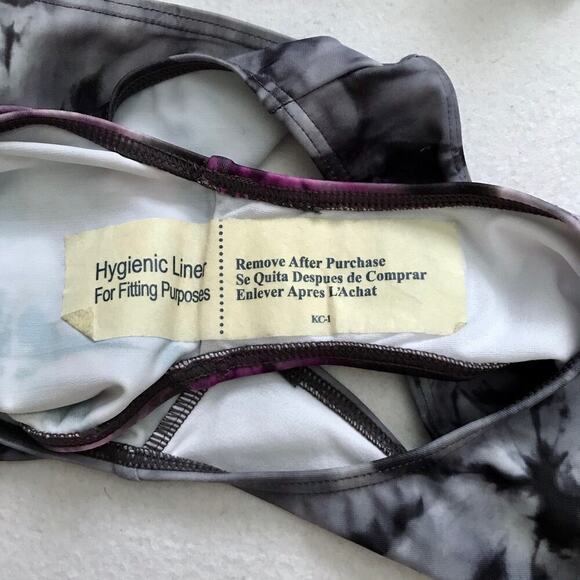 Hygienic Liner
For Fitting Purposes
Remove After Purchase
Se Quita Despues de Comprar
Enlever Apres L'Achat
KC-1